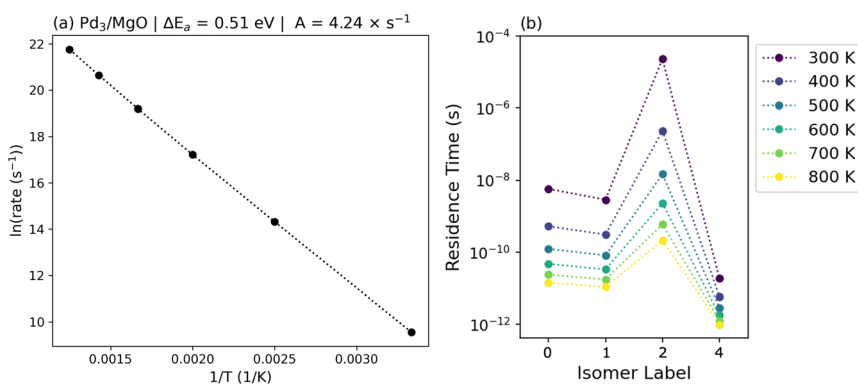 (a) Pd₃/MgO | ΔEₐ = 0.51 eV | A = 4.24 × s⁻¹
22
20
18
16
14
12
10
ln(rate (s⁻¹))
0.0015 0.0020 0.0025 0.0030
1/T (1/K)
(b)
10⁻⁴
10⁻⁶
10⁻⁸
10⁻¹⁰
10⁻¹²
Residence Time (s)
0 1 2 4
Isomer Label
300 K
400 K
500 K
600 K
700 K
800 K